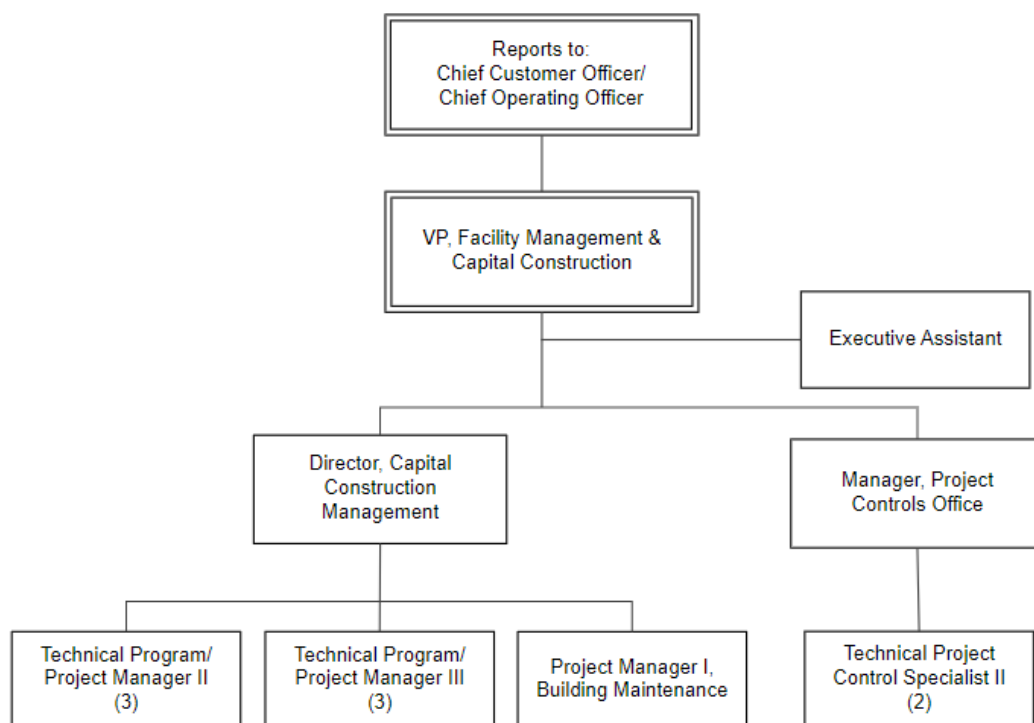 Reports to:
Chief Customer Officer/
Chief Operating Officer
VP, Facility Management &
Capital Construction
Executive Assistant
Director, Capital
Construction
Management
Manager, Project
Controls Office
Technical Program/
Project Manager II
(3)
Technical Program/
Project Manager III
(3)
Project Manager I,
Building Maintenance
Technical Project
Control Specialist II
(2)